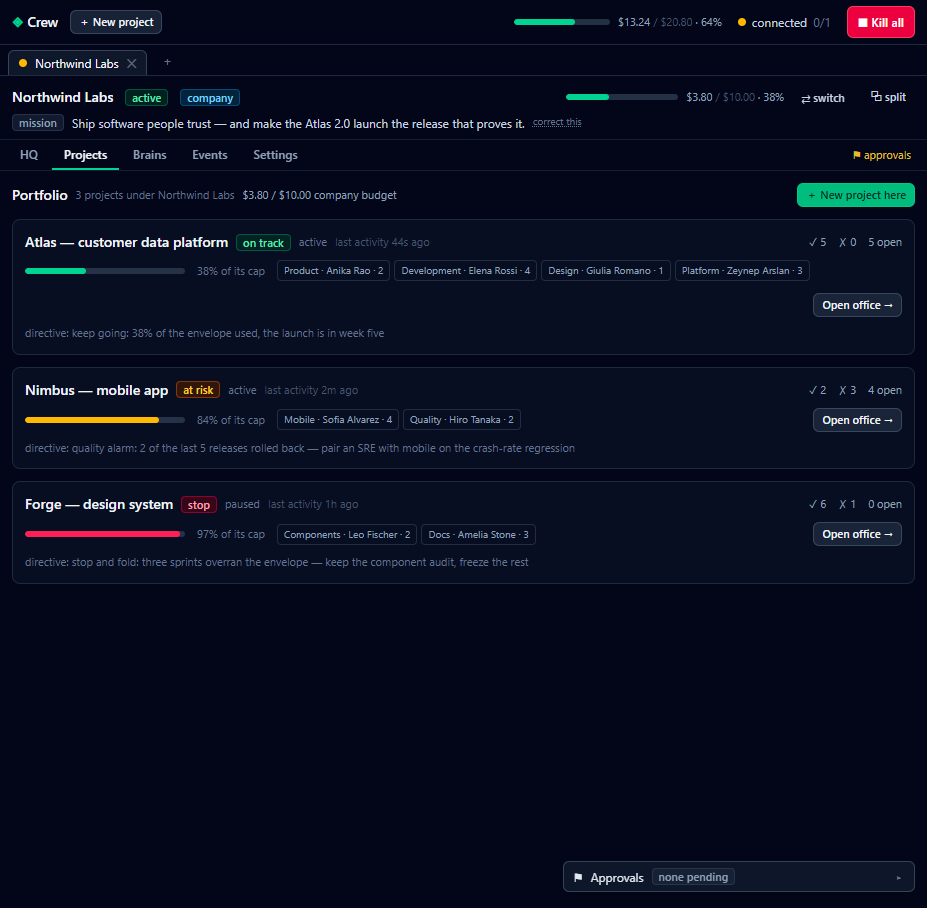 Crew + New project $13.24 / $20.80 · 64% connected 0/1 Kill all
Northwind Labs +
Northwind Labs active company $3.80 / $10.00 · 38% ⇄ switch split
mission Ship software people trust — and make the Atlas 2.0 launch the release that proves it. correct this
HQ Projects Brains Events Settings approvals
Portfolio 3 projects under Northwind Labs $3.80 / $10.00 company budget + New project here
Atlas — customer data platform on track active last activity 44s ago ✓ 5 ✗ 0 5 open
38% of its cap Product · Anika Rao · 2 Development · Elena Rossi · 4 Design · Giulia Romano · 1 Platform · Zeynep Arslan · 3
Open office →
directive: keep going: 38% of the envelope used, the launch is in week five
Nimbus — mobile app at risk active last activity 2m ago ✓ 2 ✗ 3 4 open
84% of its cap Mobile · Sofia Alvarez · 4 Quality · Hiro Tanaka · 2 Open office →
directive: quality alarm: 2 of the last 5 releases rolled back — pair an SRE with mobile on the crash-rate regression
Forge — design system stop paused last activity 1h ago ✓ 6 ✗ 1 0 open
97% of its cap Components · Leo Fischer · 2 Docs · Amelia Stone · 3 Open office →
directive: stop and fold: three sprints overran the envelope — keep the component audit, freeze the rest
Approvals none pending